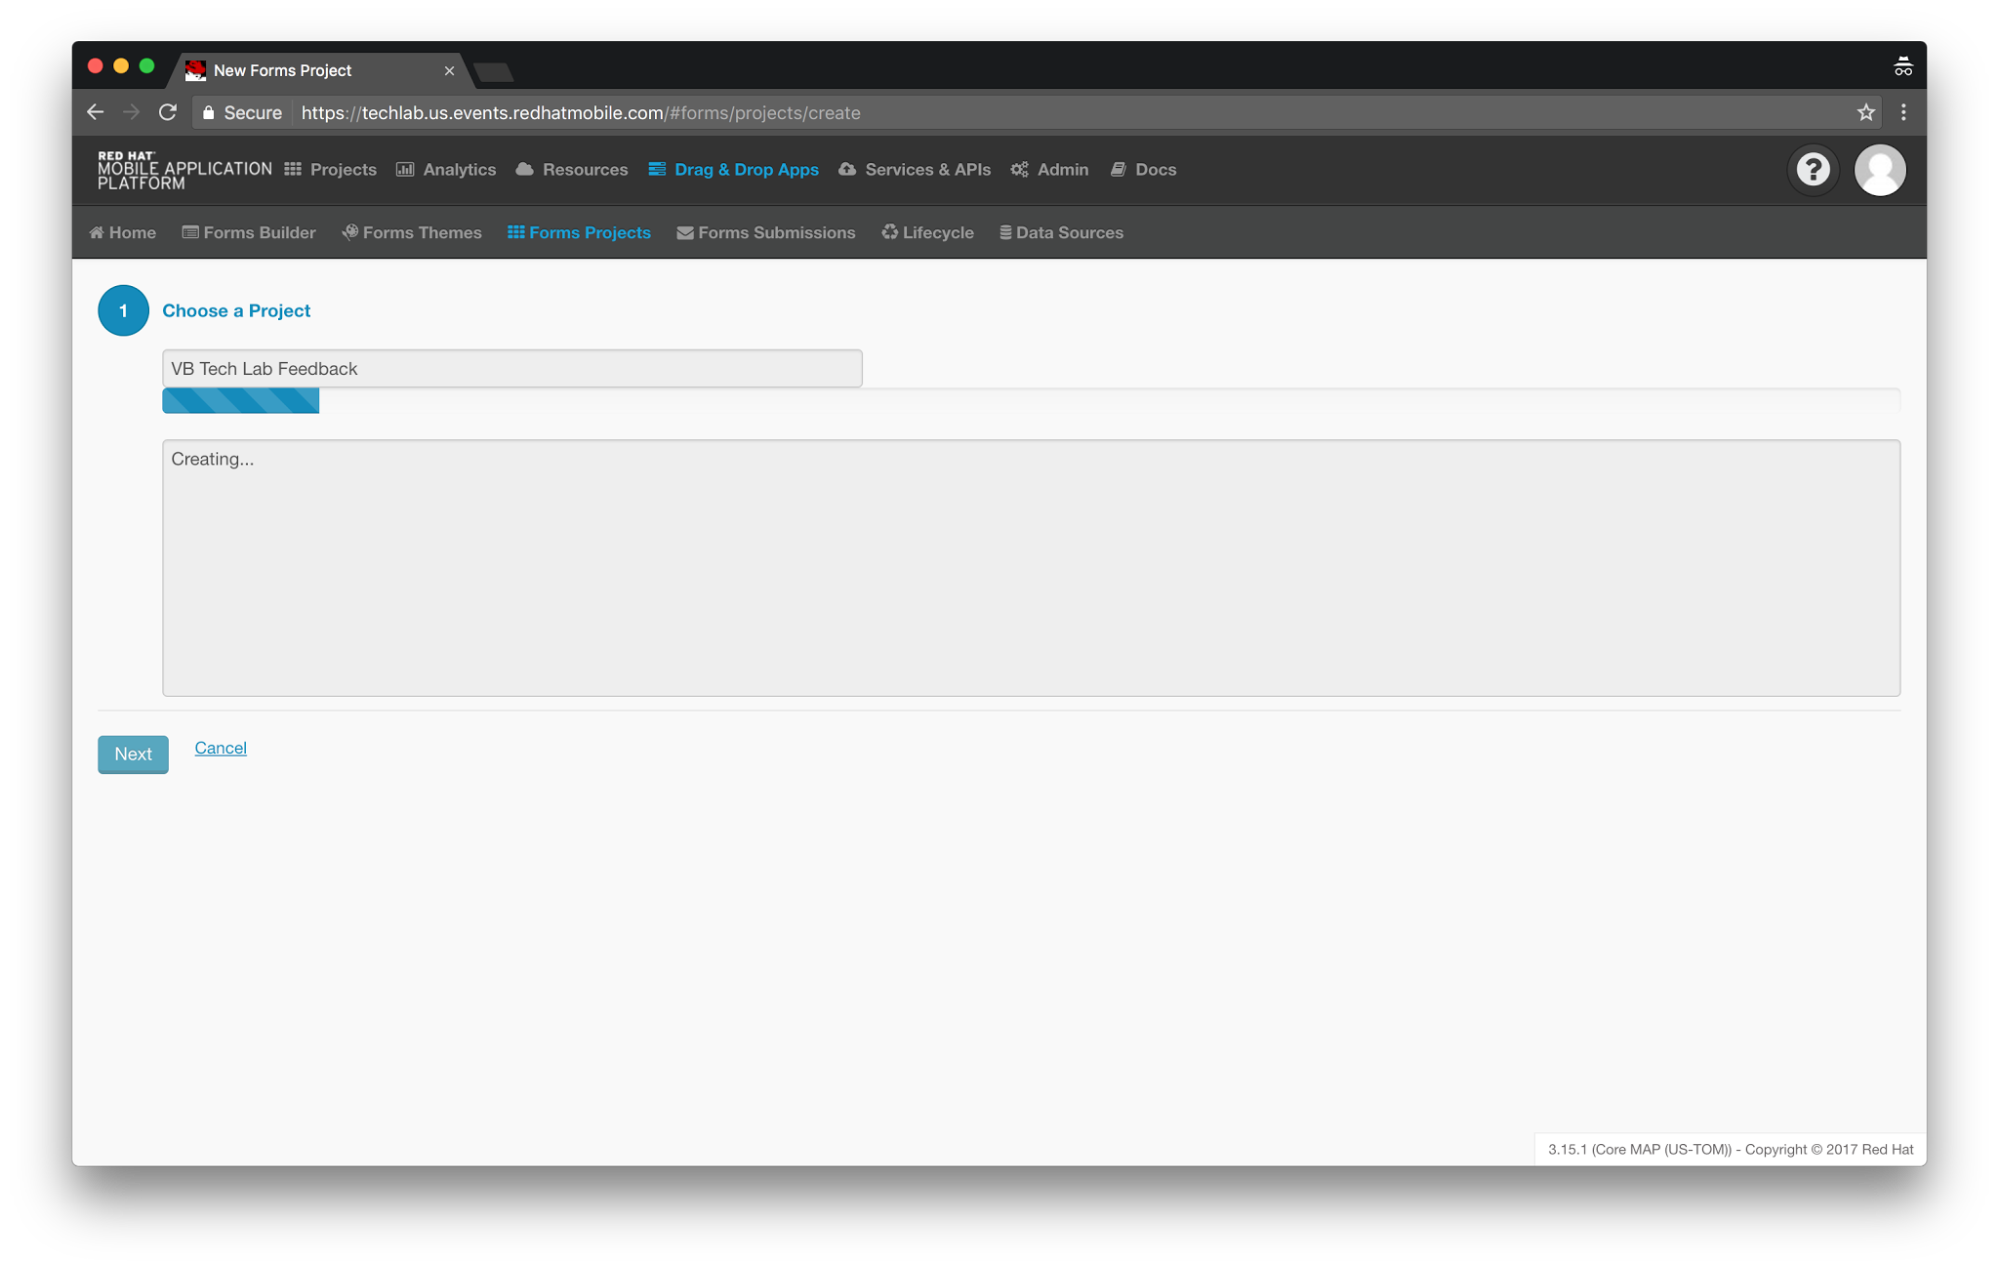 New Forms Project
Secure https://techlab.us.events.redhatmobile.com/#forms/projects/create
RED HAT
MOBILE APPLICATION
PLATFORM
Projects Analytics Resources Drag & Drop Apps Services & APIs Admin Docs
Home Forms Builder Forms Themes Forms Projects Forms Submissions Lifecycle Data Sources
1 Choose a Project
VB Tech Lab Feedback
Creating...
Next Cancel
3.15.1 (Core MAP (US-TOM)) - Copyright © 2017 Red Hat